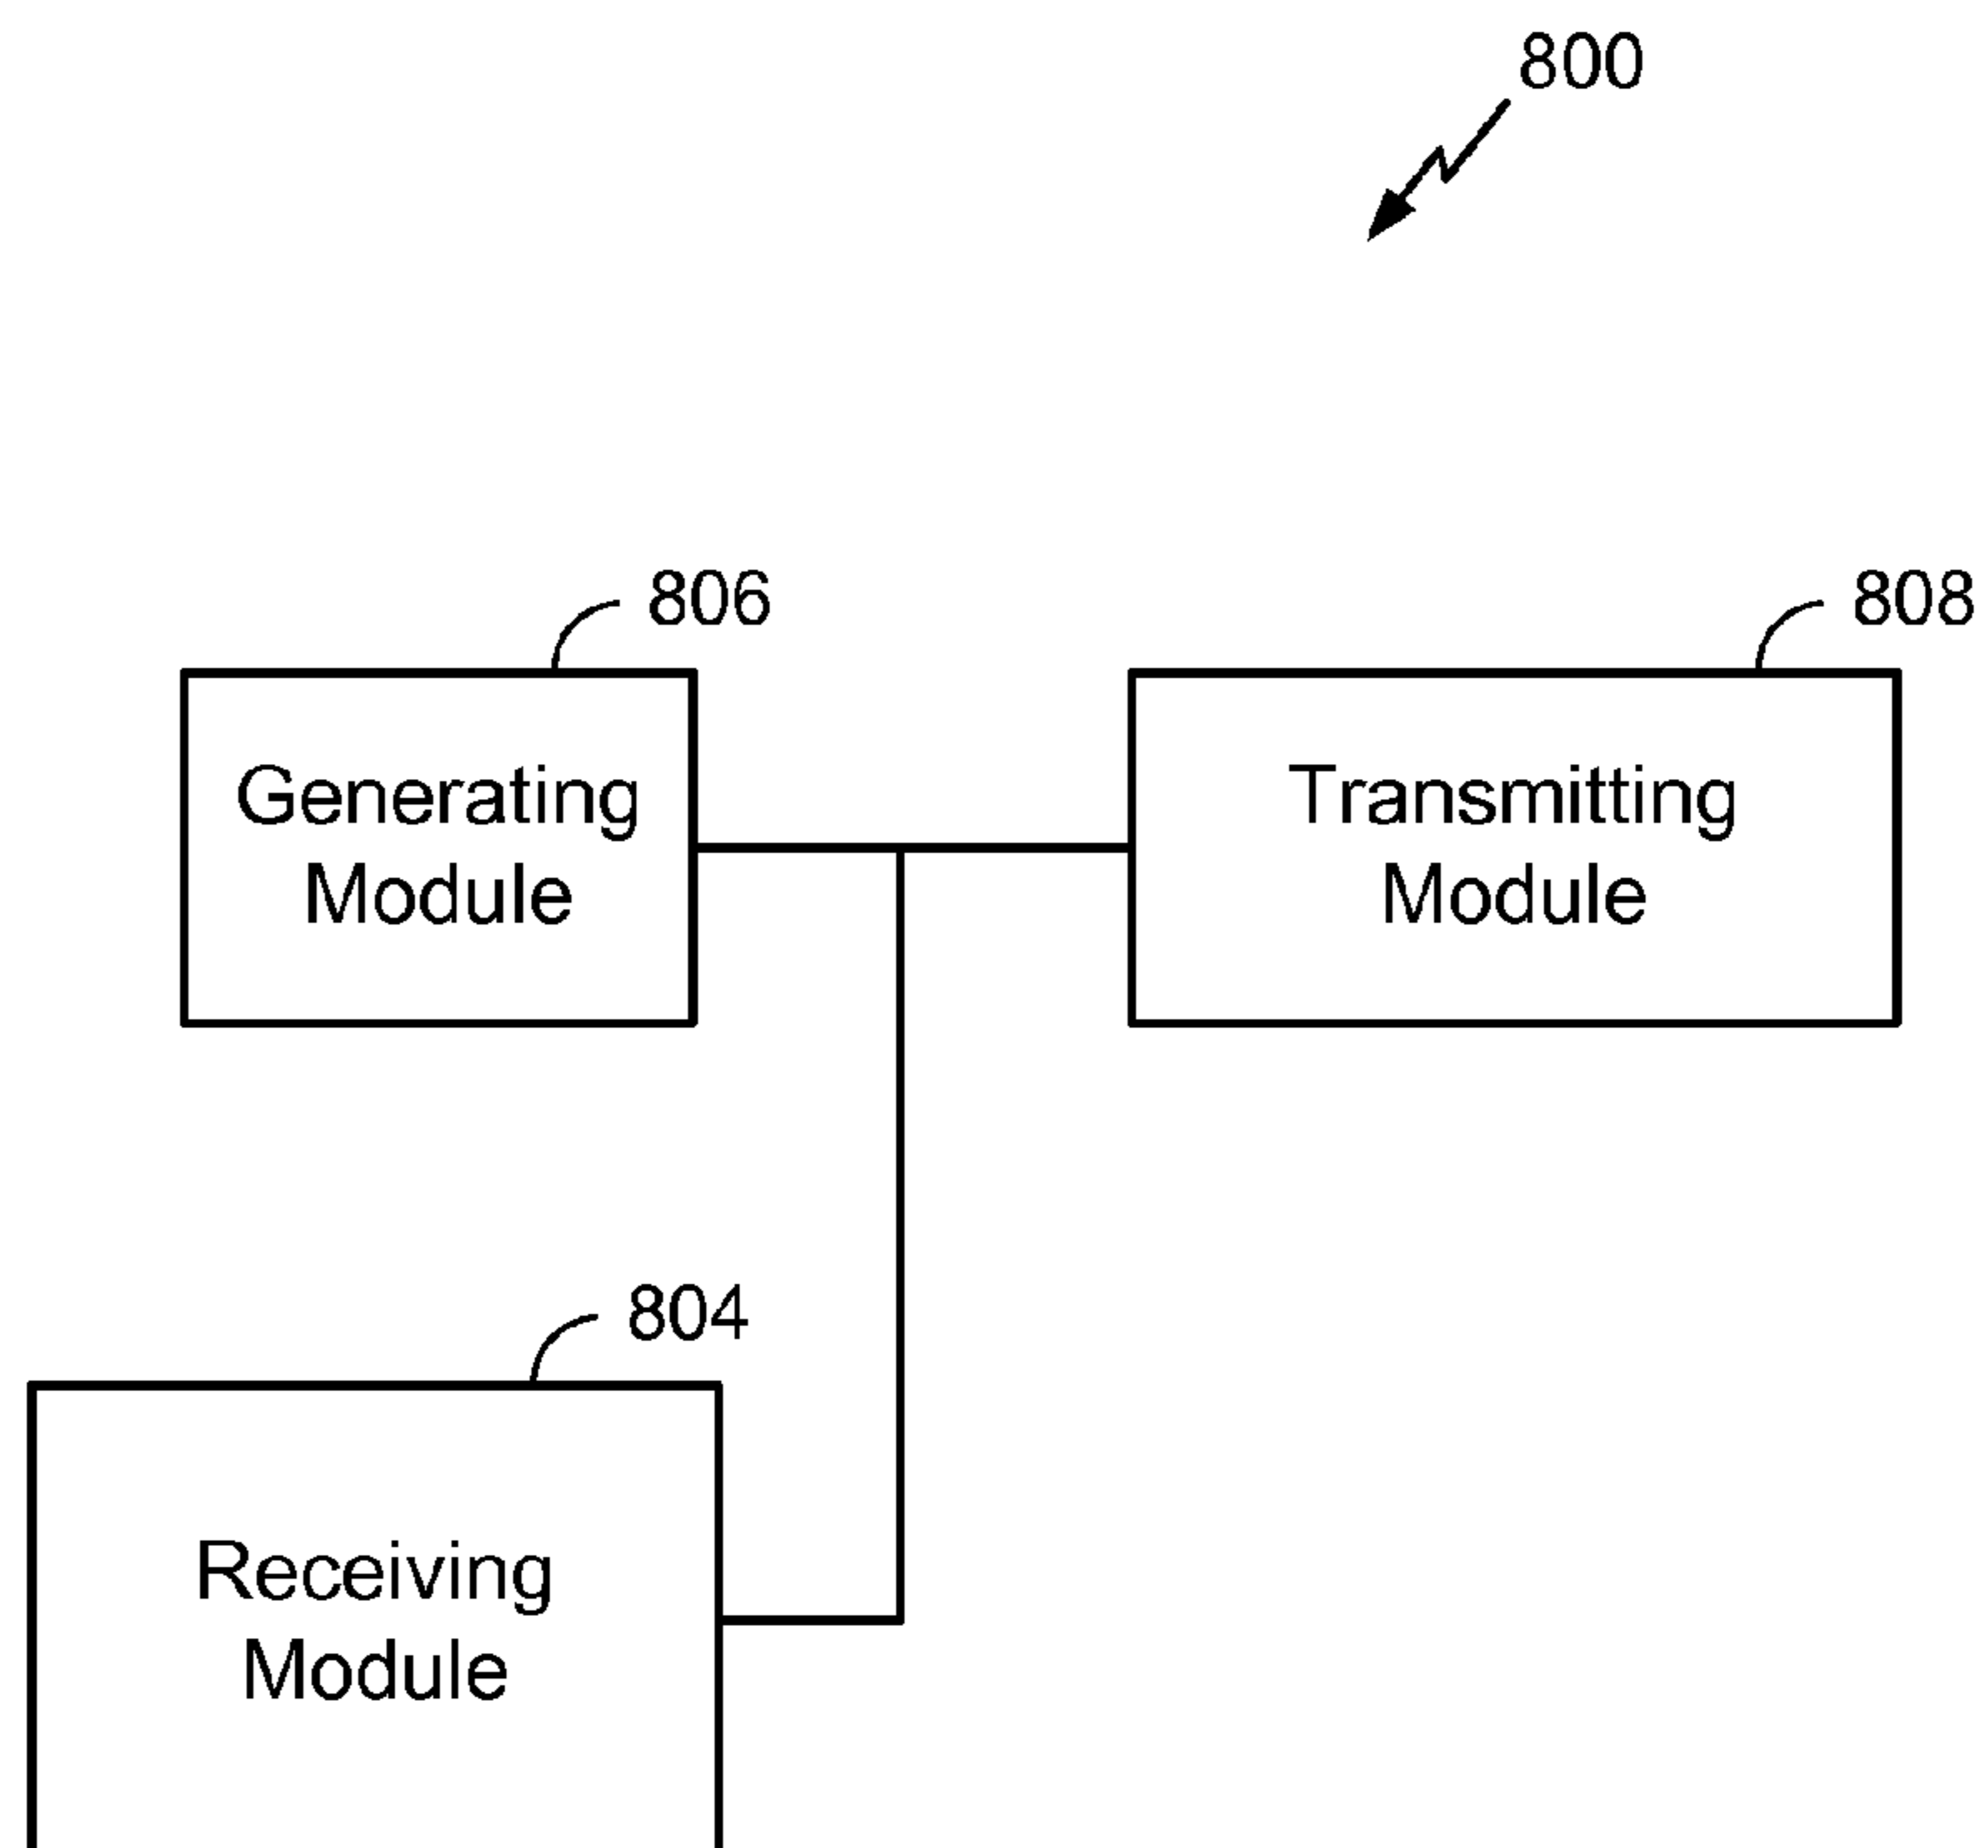 800
806
808
Generating
Module
Transmitting
Module
804
Receiving
Module